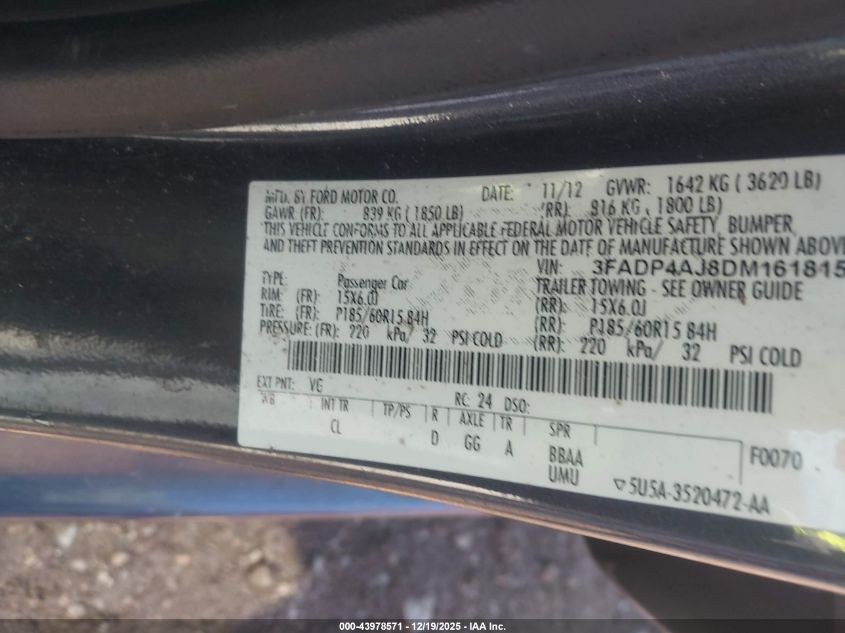 MFD. BY FORD MOTOR CO. DATE: 11/12 GVWR: 1642 KG ( 3620 LB)
GAWR: (FR): 839 KG ( 1850 LB) (RR): 816 KG ( 1800 LB)
THIS VEHICLE CONFORMS TO ALL APPLICABLE FEDERAL MOTOR VEHICLE SAFETY, BUMPER,
AND THEFT PREVENTION STANDARDS IN EFFECT ON THE DATE OF MANUFACTURE SHOWN ABOVE
VIN: 3FADP4AJ8DM161815
TYPE: Passenger Car TRAILER TOWING - SEE OWNER GUIDE
RIM: (FR): 15X6.0J (RR): 15X6.0J
TIRE: (FR): P185/60R15 84H (RR): P185/60R15 84H
PRESSURE: (FR): 220 kPa/ 32 PSI COLD (RR): 220 kPa/ 32 PSI COLD
EXT PNT: VG RC: 24 DSO:
WB INT TR TP/PS R AXLE TR SPR
CL D GG A BBAA
UMU
F0070
▽5U5A-3520472-AA
000-43978571 - 12/19/2025 - IAA Inc.